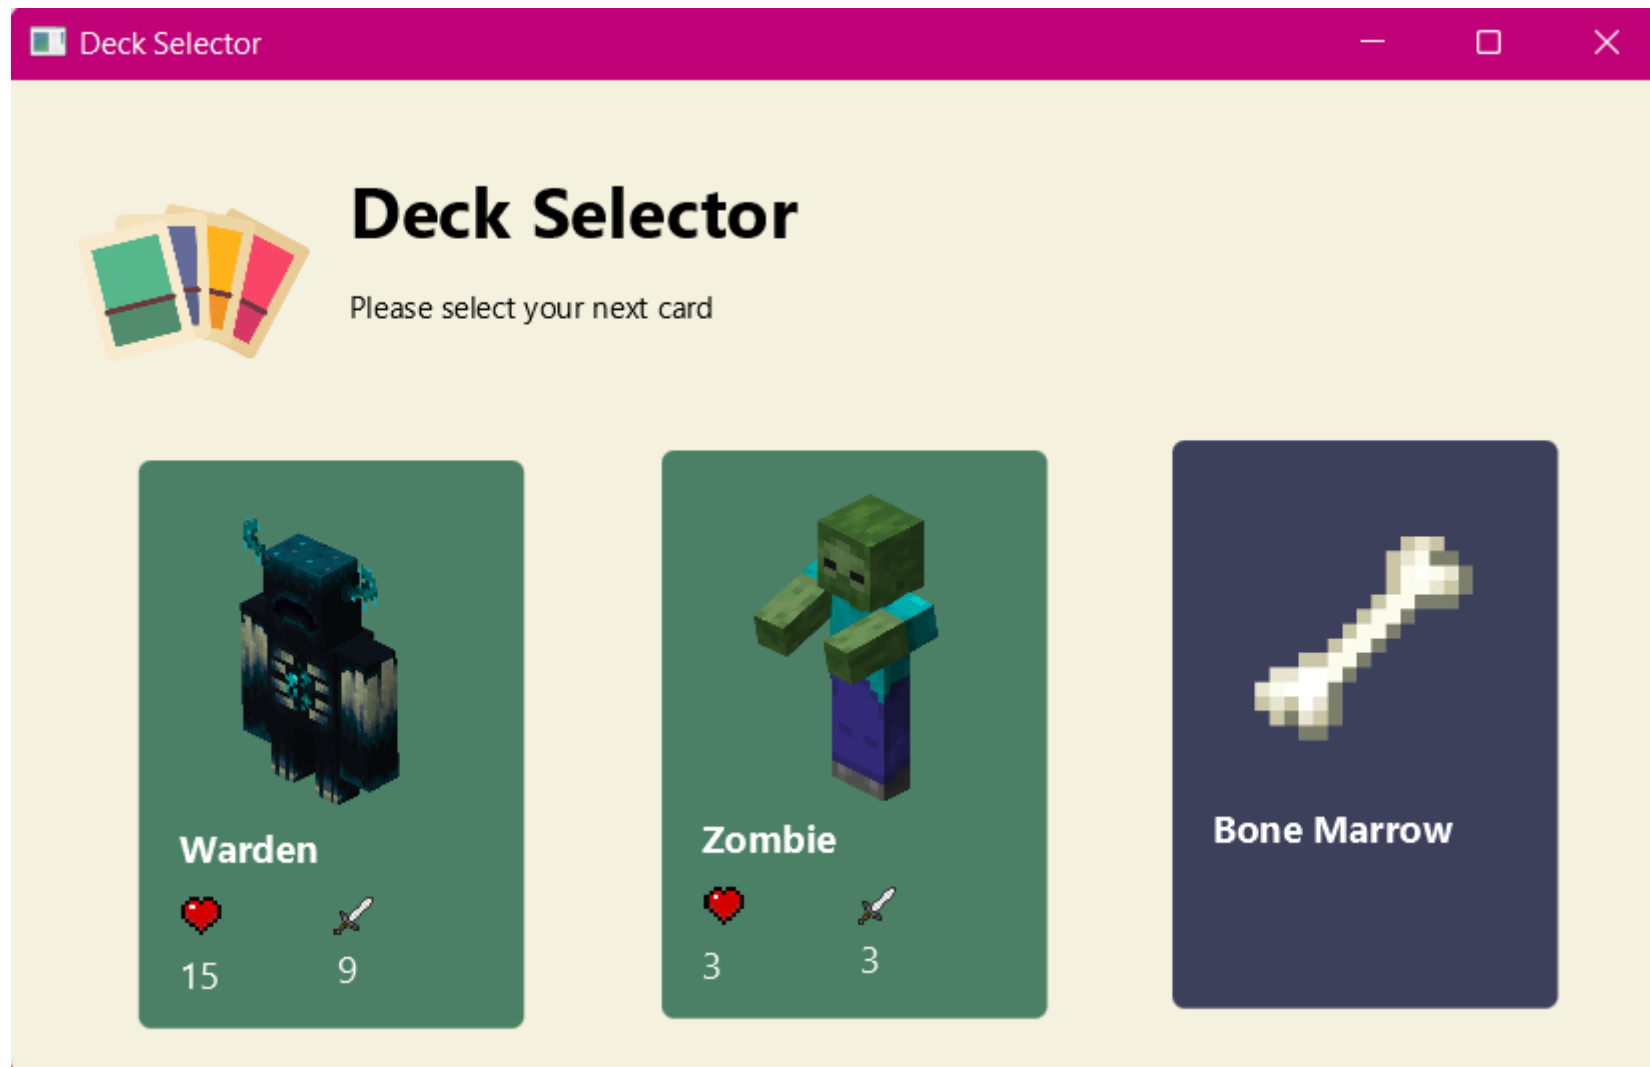 Deck Selector
Deck Selector
Please select your next card
Warden
15 9
Zombie
3 3
Bone Marrow